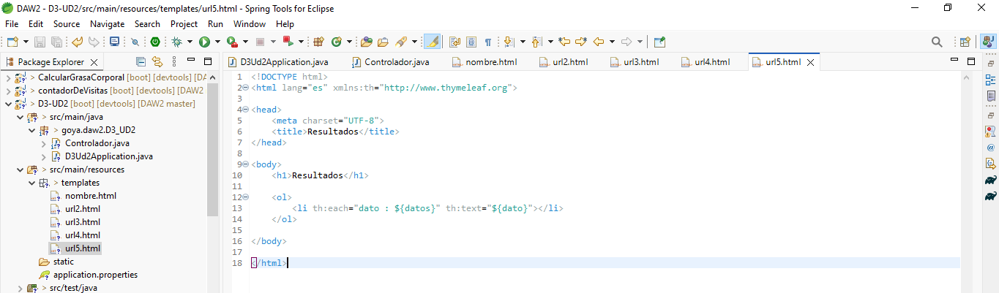 DAW2 - D3-UD2/src/main/resources/templates/url5.html - Spring Tools for Eclipse
File Edit Source Navigate Search Project Run Window Help
Package Explorer
D3Ud2Application.java Controlador.java nombre.html url2.html url3.html url4.html url5.html
> CalcularGrasaCorporal [boot] [devtools] [DA
> contadorDeVisitas [boot] [devtools] [DAW2
> D3-UD2 [boot] [devtools] [DAW2 master]
> src/main/java
> goya.daw2.D3_UD2
Controlador.java
D3Ud2Application.java
> src/main/resources
> templates
nombre.html
url2.html
url3.html
url4.html
url5.html
static
application.properties
> src/test/java
1 <!DOCTYPE html>
2 <html lang="es" xmlns:th="http://www.thymeleaf.org">
3
4 <head>
5 <meta charset="UTF-8">
6 <title>Resultados</title>
7 </head>
8
9 <body>
10 <h1>Resultados</h1>
11
12 <ol>
13 <li th:each="dato : ${datos}" th:text="${dato}"></li>
14 </ol>
15
16 </body>
17
18 </html>